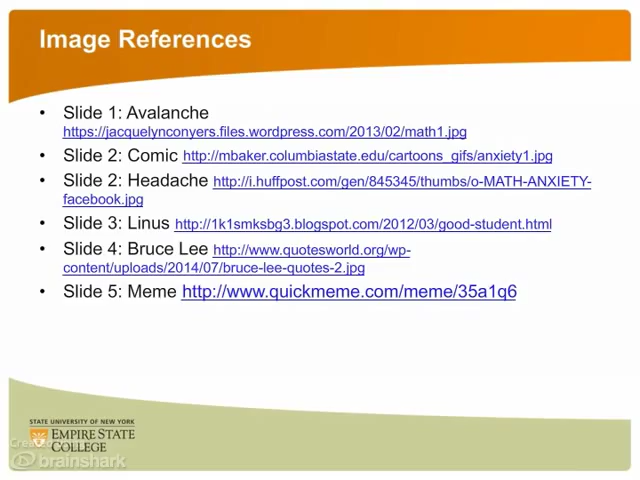 Image References
• Slide 1: Avalanche
https://jacquelynconyers.files.wordpress.com/2013/02/math1.jpg
• Slide 2: Comic http://mbaker.columbiastate.edu/cartoons_gifs/anxiety1.jpg
• Slide 2: Headache http://i.huffpost.com/gen/845345/thumbs/o-MATH-ANXIETY-
facebook.jpg
• Slide 3: Linus http://1k1smksbg3.blogspot.com/2012/03/good-student.html
• Slide 4: Bruce Lee http://www.quotesworld.org/wp-
content/uploads/2014/07/bruce-lee-quotes-2.jpg
• Slide 5: Meme http://www.quickmeme.com/meme/35a1q6
STATE UNIVERSITY OF NEW YORK
EMPIRE STATE
COLLEGE
brainshark